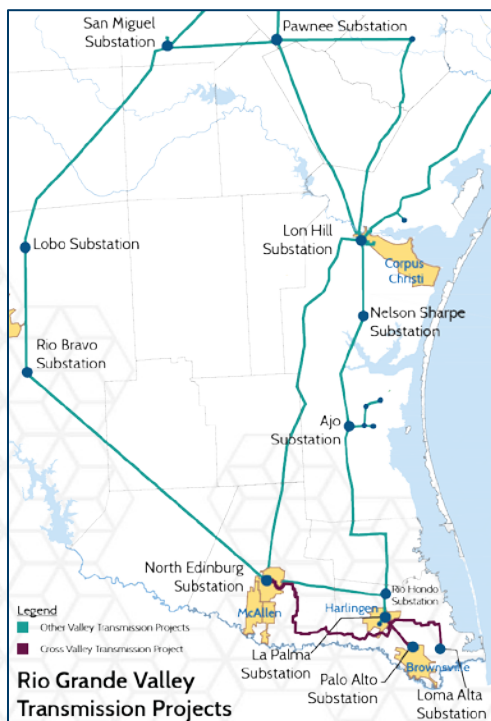 San Miguel
Substation
Pawnee Substation
Lobo Substation
Lon Hill
Substation
Corpus
Christi
Nelson Sharpe
Substation
Rio Bravo
Substation
Ajo
Substation
North Edinburg
Substation
Rio Hondo
Substation
Legend
Other Valley Transmission Projects
Cross Valley Transmission Project
McAllen
Harlingen
La Palma
Substation
Palo Alto
Substation
Brownsville
Loma Alta
Substation
Rio Grande Valley
Transmission Projects